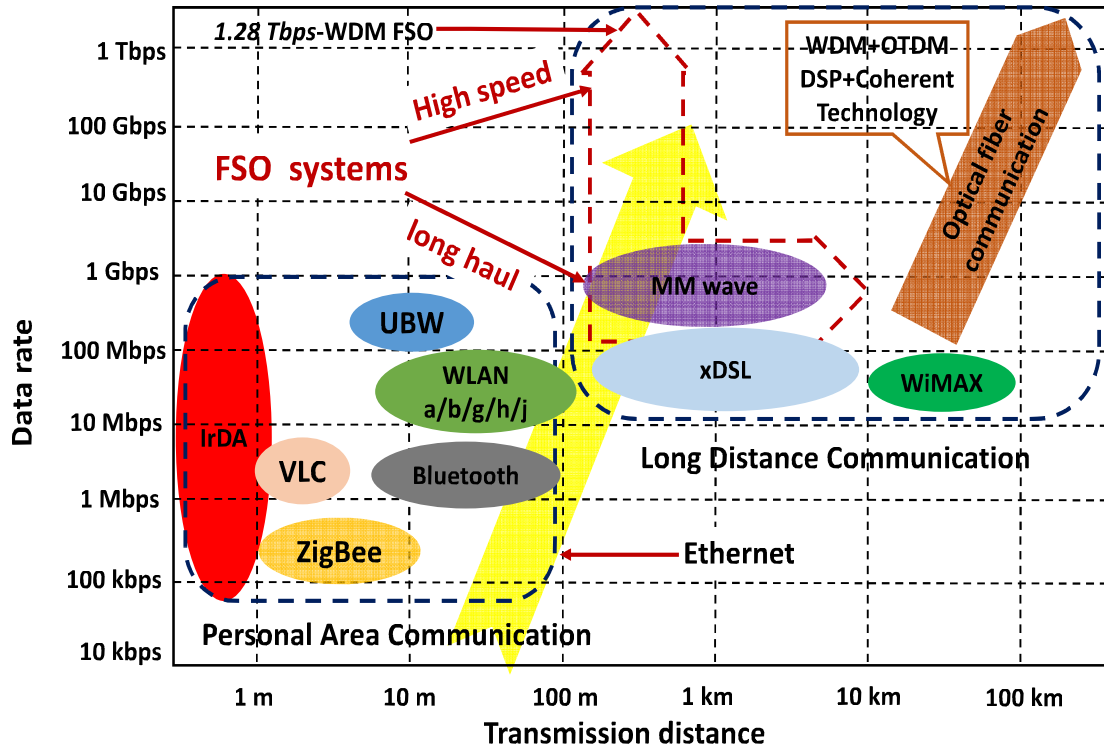 1.28 Tbps-WDM FSO
WDM+OTDM
DSP+Coherent
Technology
High speed
FSO systems
long haul
Optical fiber
communication
MM wave
UBW
xDSL
WLAN
a/b/g/h/j
WiMAX
IrDA
VLC
Bluetooth
Long Distance Communication
ZigBee
Ethernet
Personal Area Communication
Data rate
1 Tbps
100 Gbps
10 Gbps
1 Gbps
100 Mbps
10 Mbps
1 Mbps
100 kbps
10 kbps
1 m
10 m
100 m
1 km
10 km
100 km
Transmission distance